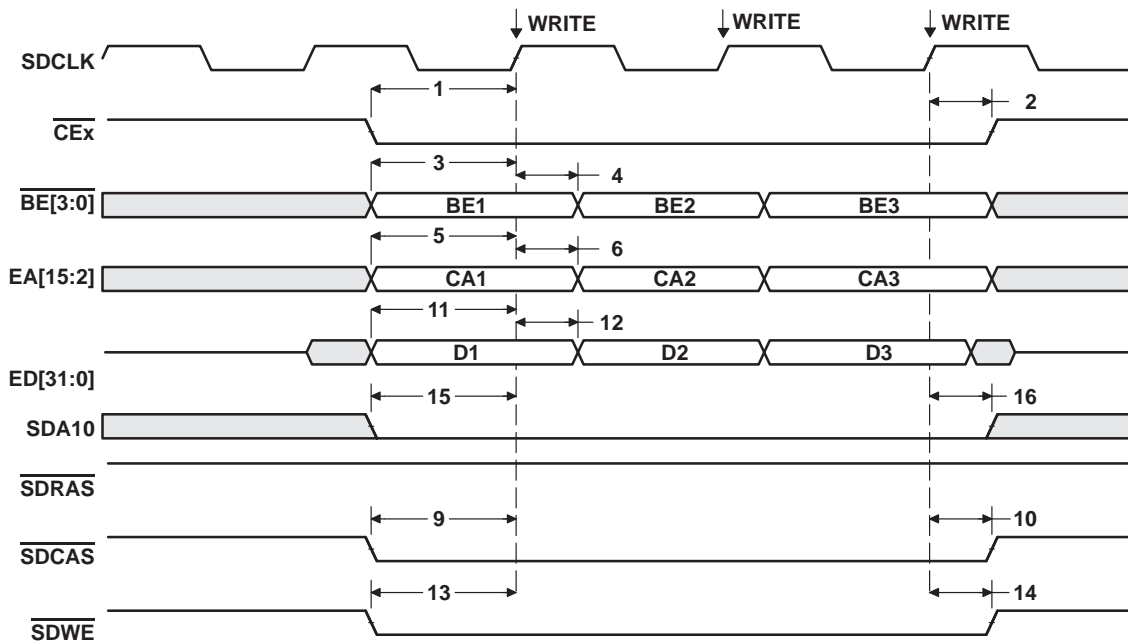 WRITE WRITE WRITE
SDCLK
1 2
CEx
3 4
BE[3:0] BE1 BE2 BE3
5 6
EA[15:2] CA1 CA2 CA3
11 12
D1 D2 D3
ED[31:0]
15 16
SDA10
SDRAS
9 10
SDCAS
13 14
SDWE